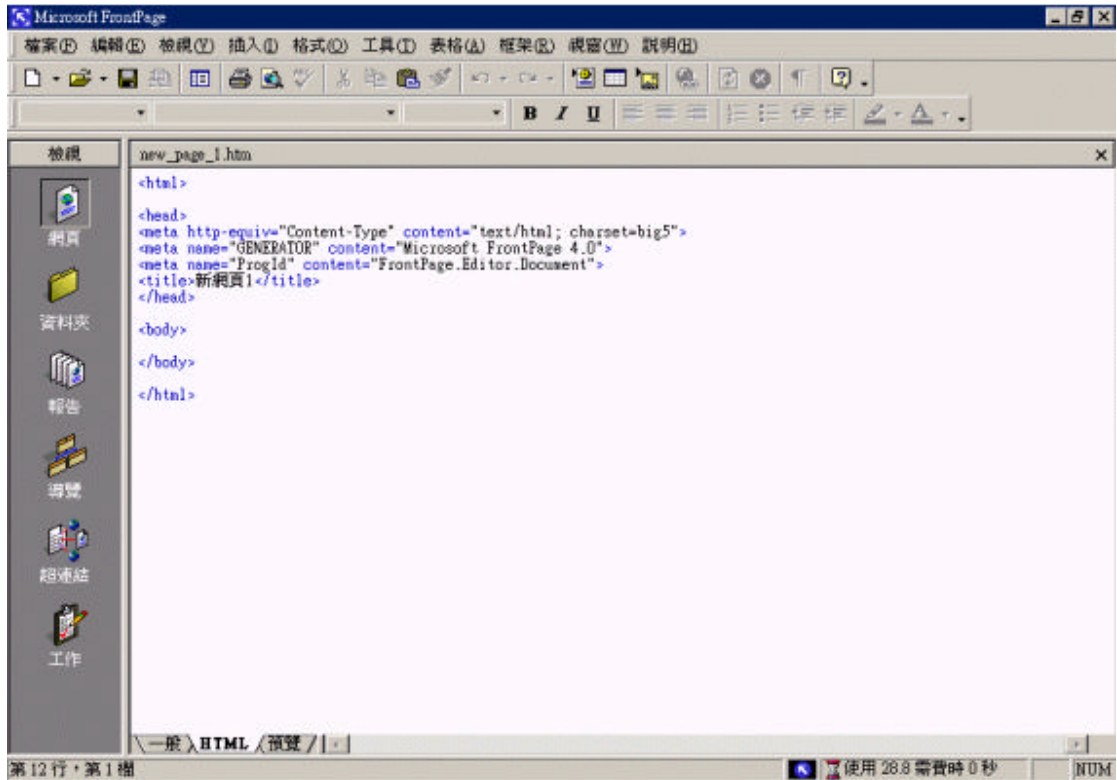 Microsoft FrontPage
檔案(F) 編輯(E) 檢視(V) 插入(I) 格式(O) 工具(T) 表格(A) 框架(R) 視窗(W) 說明(H)
B I U A
檢視
new_page_1.htm
網頁
資料夾
報告
導覽
超連結
工作
<html>
<head>
<meta http-equiv="Content-Type" content="text/html; charset=big5">
<meta name="GENERATOR" content="Microsoft FrontPage 4.0">
<meta name="ProgId" content="FrontPage.Editor.Document">
<title>新網頁1</title>
</head>
<body>
</body>
</html>
一般 HTML 預覽
第 12 行，第 1 欄
使用 28.8 需費時 0 秒
NUM